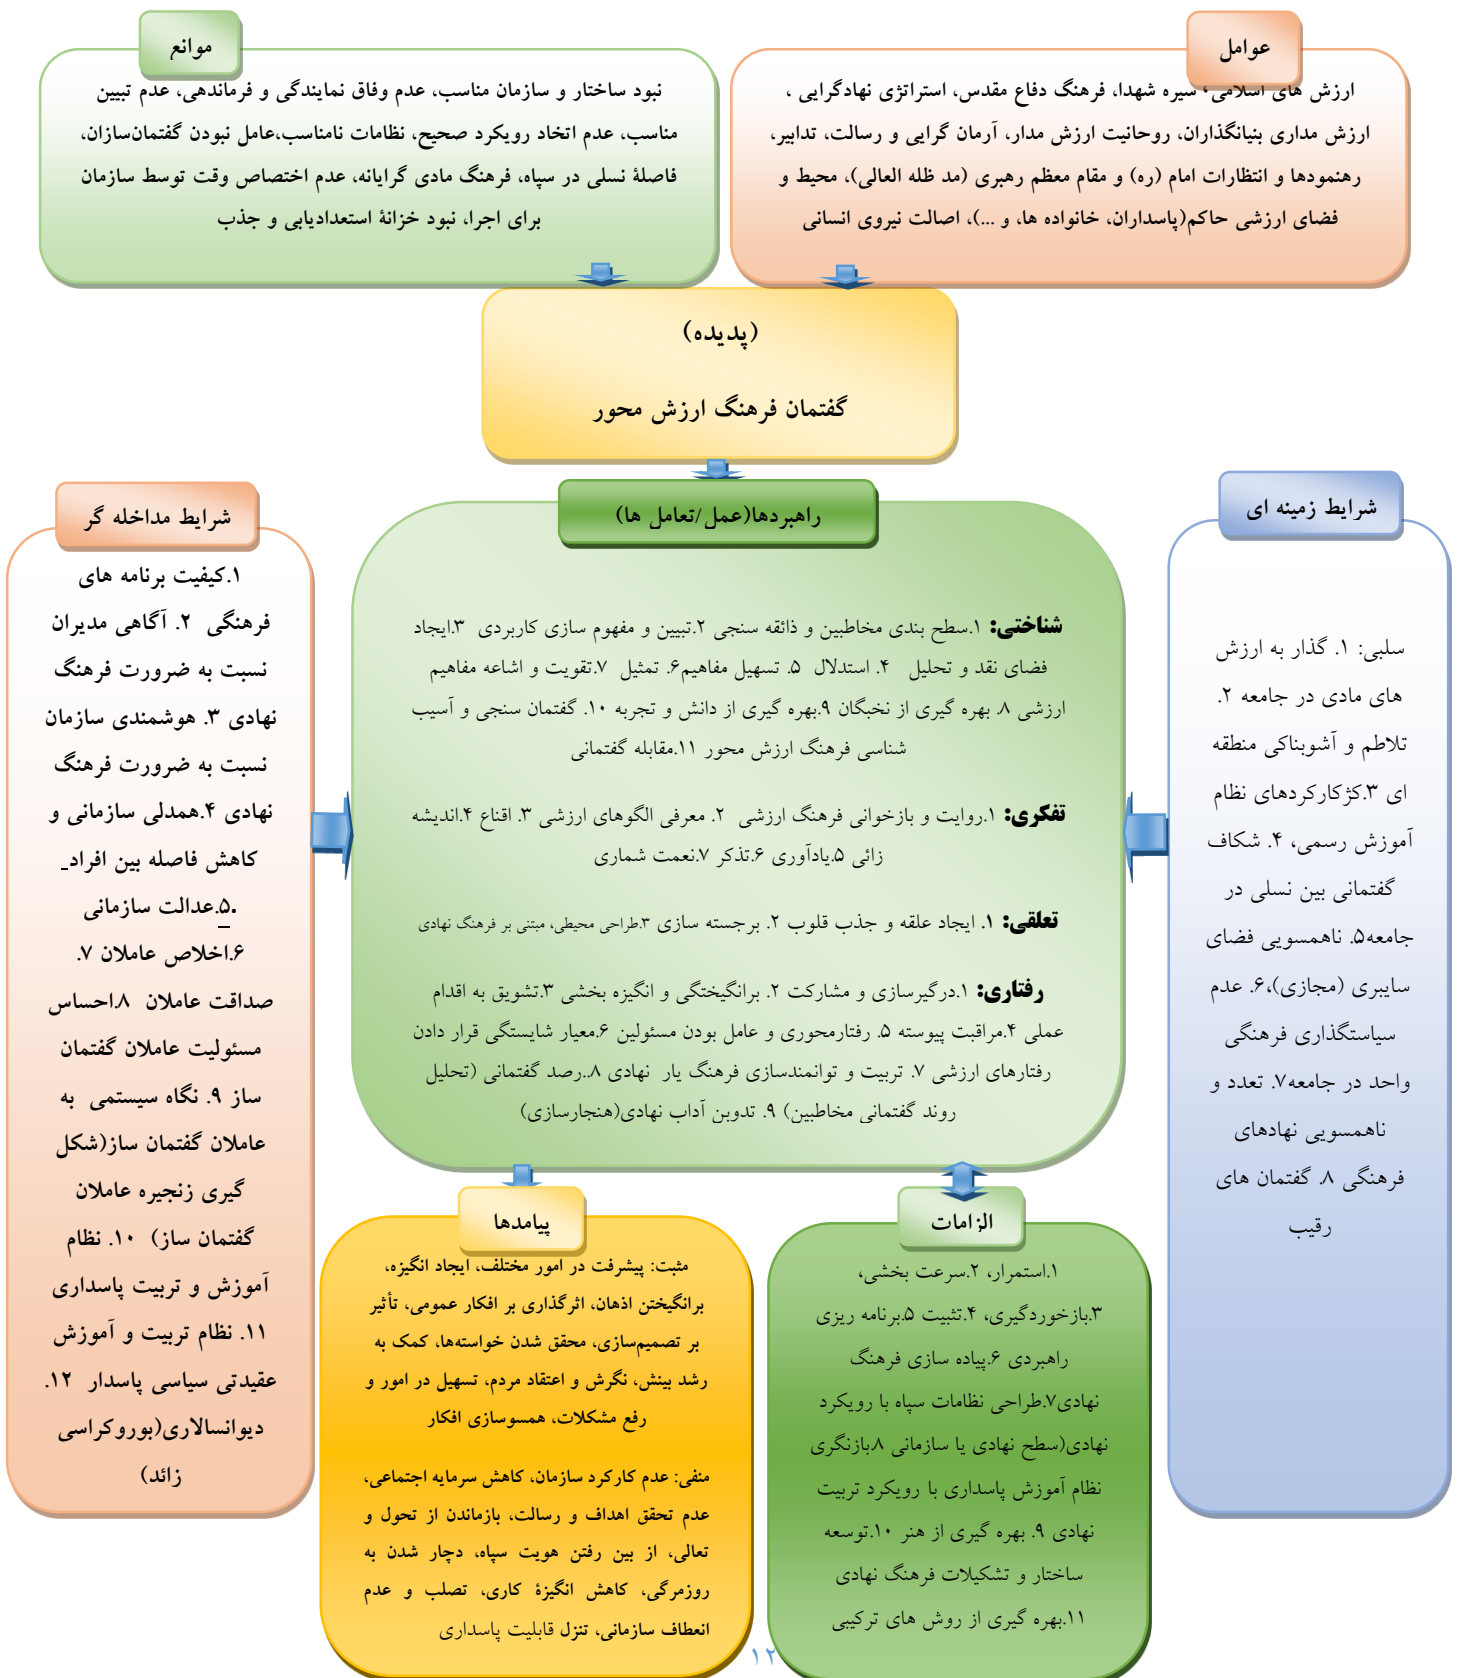 عوامل
ارزش های اسلامی، سیره شهدا، فرهنگ دفاع مقدس، استراتژی نهادگرایی ،
ارزش مداری بنیانگذاران، روحانیت ارزش مدار، آرمان گرایی و رسالت، تدابیر،
رهنمودها و انتظارات امام (ره) و مقام معظم رهبری (مد ظله العالی)، محیط و
فضای ارزشی حاکم(پاسداران، خانواده ها، و ...)، اصالت نیروی انسانی
موانع
نبود ساختار و سازمان مناسب، عدم وفاق نمایندگی و فرماندهی، عدم تبیین
مناسب، عدم اتخاد رویکرد صحیح، نظامات نامناسب،عامل نبودن گفتمان‌سازان،
فاصلهٔ نسلی در سپاه، فرهنگ مادی گرایانه، عدم اختصاص وقت توسط سازمان
برای اجرا، نبود خزانهٔ استعدادیابی و جذب
(پدیده)
گفتمان فرهنگ ارزش محور
شرایط زمینه ای
سلبی: ۱. گذار به ارزش
های مادی در جامعه ۲.
تلاطم و آشوبناکی منطقه
ای ۳.کژکارکردهای نظام
آموزش رسمی، ۴. شکاف
گفتمانی بین نسلی در
جامعه۵. ناهمسویی فضای
سایبری (مجازی)،۶. عدم
سیاستگذاری فرهنگی
واحد در جامعه۷. تعدد و
ناهمسویی نهادهای
فرهنگی ۸. گفتمان های
رقیب
راهبردها(عمل/تعامل ها)
شناختی: ۱.سطح بندی مخاطبین و ذائقه سنجی ۲.تبیین و مفهوم سازی کاربردی ۳.ایجاد
فضای نقد و تحلیل ۴. استدلال ۵. تسهیل مفاهیم۶. تمثیل ۷.تقویت و اشاعه مفاهیم
ارزشی ۸. بهره گیری از نخبگان ۹.بهره گیری از دانش و تجربه ۱۰. گفتمان سنجی و آسیب
شناسی فرهنگ ارزش محور ۱۱.مقابله گفتمانی
تفکری: ۱.روایت و بازخوانی فرهنگ ارزشی ۲. معرفی الگوهای ارزشی ۳. اقناع ۴.اندیشه
زائی ۵.یادآوری ۶.تذکر ۷.نعمت شماری
تعلقی: ۱. ایجاد علقه و جذب قلوب ۲. برجسته سازی ۳.طراحی محیطی، مبتنی بر فرهنگ نهادی
رفتاری: ۱.درگیرسازی و مشارکت ۲. برانگیختگی و انگیزه بخشی ۳.تشویق به اقدام
عملی ۴.مراقبت پیوسته ۵. رفتارمحوری و عامل بودن مسئولین ۶.معیار شایستگی قرار دادن
رفتارهای ارزشی ۷. تربیت و توانمندسازی فرهنگ یار نهادی ۸..رصد گفتمانی (تحلیل
روند گفتمانی مخاطبین) ۹. تدوین آداب نهادی(هنجارسازی)
شرایط مداخله گر
۱.کیفیت برنامه های
فرهنگی ۲. آگاهی مدیران
نسبت به ضرورت فرهنگ
نهادی ۳. هوشمندی سازمان
نسبت به ضرورت فرهنگ
نهادی ۴.همدلی سازمانی و
کاهش فاصله بین افراد_
۵.عدالت سازمانی.
۶.اخلاص عاملان ۷.
صداقت عاملان ۸.احساس
مسئولیت عاملان گفتمان
ساز ۹. نگاه سیستمی به
عاملان گفتمان ساز(شکل
گیری زنجیره عاملان
گفتمان ساز) ۱۰. نظام
آموزش و تربیت پاسداری
۱۱. نظام تربیت و آموزش
عقیدتی سیاسی پاسدار ۱۲.
دیوانسالاری(بوروکراسی
زائد)
الزامات
۱.استمرار، ۲.سرعت بخشی،
۳.بازخوردگیری، ۴.تثبیت ۵.برنامه ریزی
راهبردی ۶.پیاده سازی فرهنگ
نهادی۷.طراحی نظامات سپاه با رویکرد
نهادی(سطح نهادی یا سازمانی ۸.بازنگری
نظام آموزش پاسداری با رویکرد تربیت
نهادی ۹. بهره گیری از هنر ۱۰.توسعه
ساختار و تشکیلات فرهنگ نهادی
۱۱.بهره گیری از روش های ترکیبی
پیامدها
مثبت: پیشرفت در امور مختلف، ایجاد انگیزه،
برانگیختن اذهان، اثرگذاری بر افکار عمومی، تأثیر
بر تصمیم‌سازی، محقق شدن خواسته‌ها، کمک به
رشد بینش، نگرش و اعتقاد مردم، تسهیل در امور و
رفع مشکلات، همسوسازی افکار
منفی: عدم کارکرد سازمان، کاهش سرمایه اجتماعی،
عدم تحقق اهداف و رسالت، بازماندن از تحول و
تعالی، از بین رفتن هویت سپاه، دچار شدن به
روزمرگی، کاهش انگیزهٔ کاری، تصلب و عدم
انعطاف سازمانی، تنزل قابلیت پاسداری
۱۲